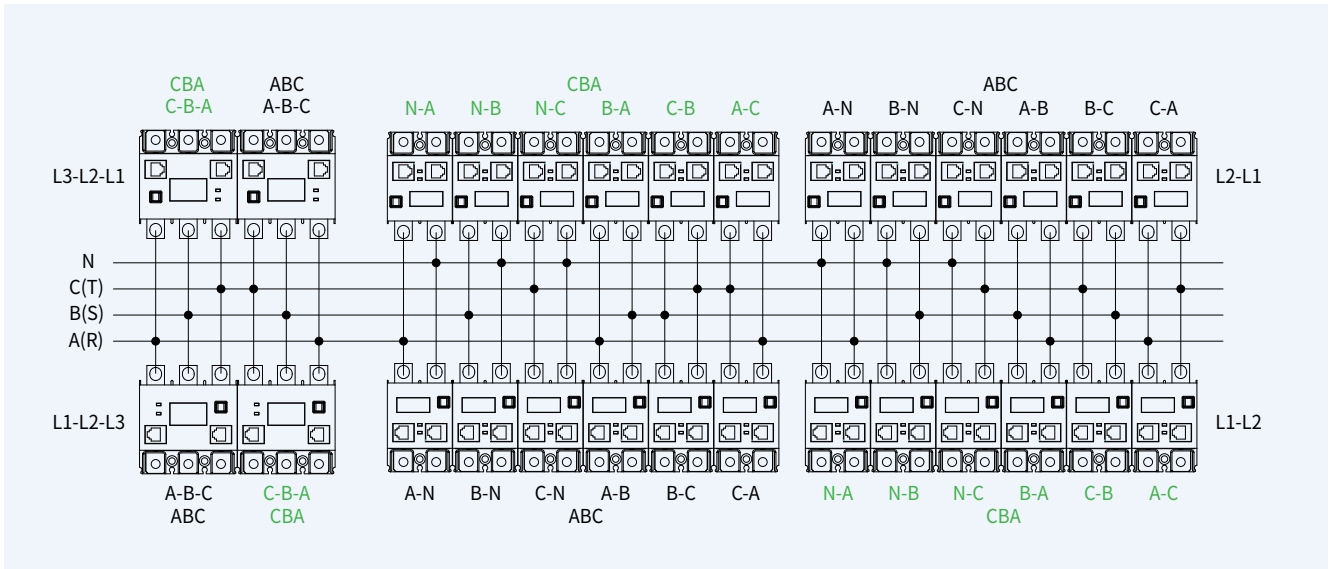 CBA ABC CBA ABC
C-B-A A-B-C N-A N-B N-C B-A C-B A-C A-N B-N C-N A-B B-C C-A
L3-L2-L1 L2-L1
N
C(T)
B(S)
A(R)
L1-L2-L3 L1-L2
A-B-C C-B-A A-N B-N C-N A-B B-C C-A N-A N-B N-C B-A C-B A-C
ABC CBA ABC CBA